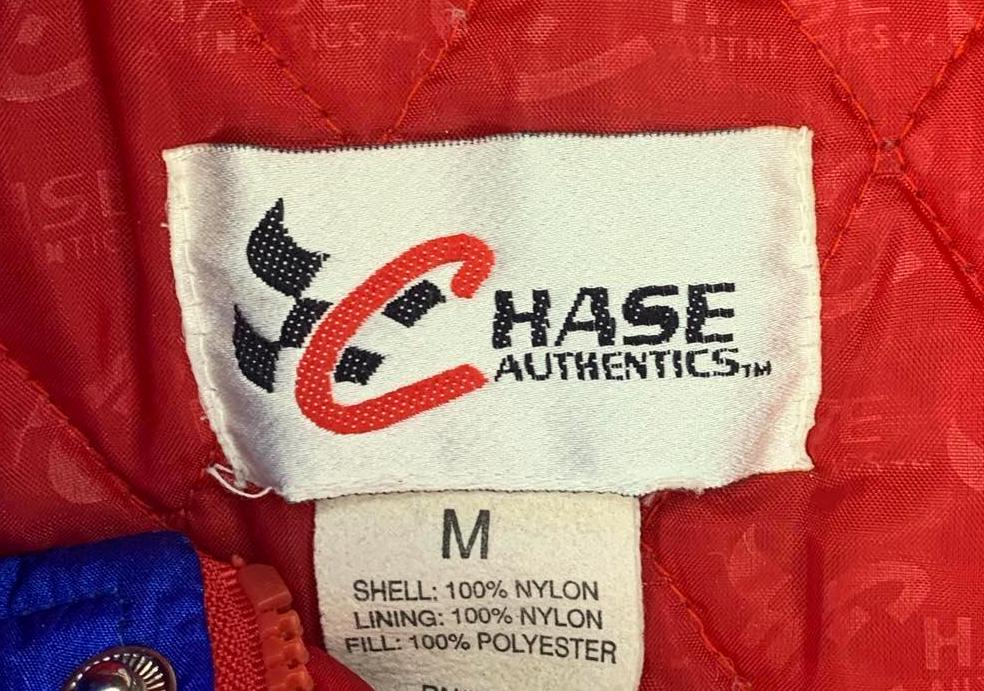 CHASE
AUTHENTICS™
M
SHELL: 100% NYLON
LINING: 100% NYLON
FILL: 100% POLYESTER